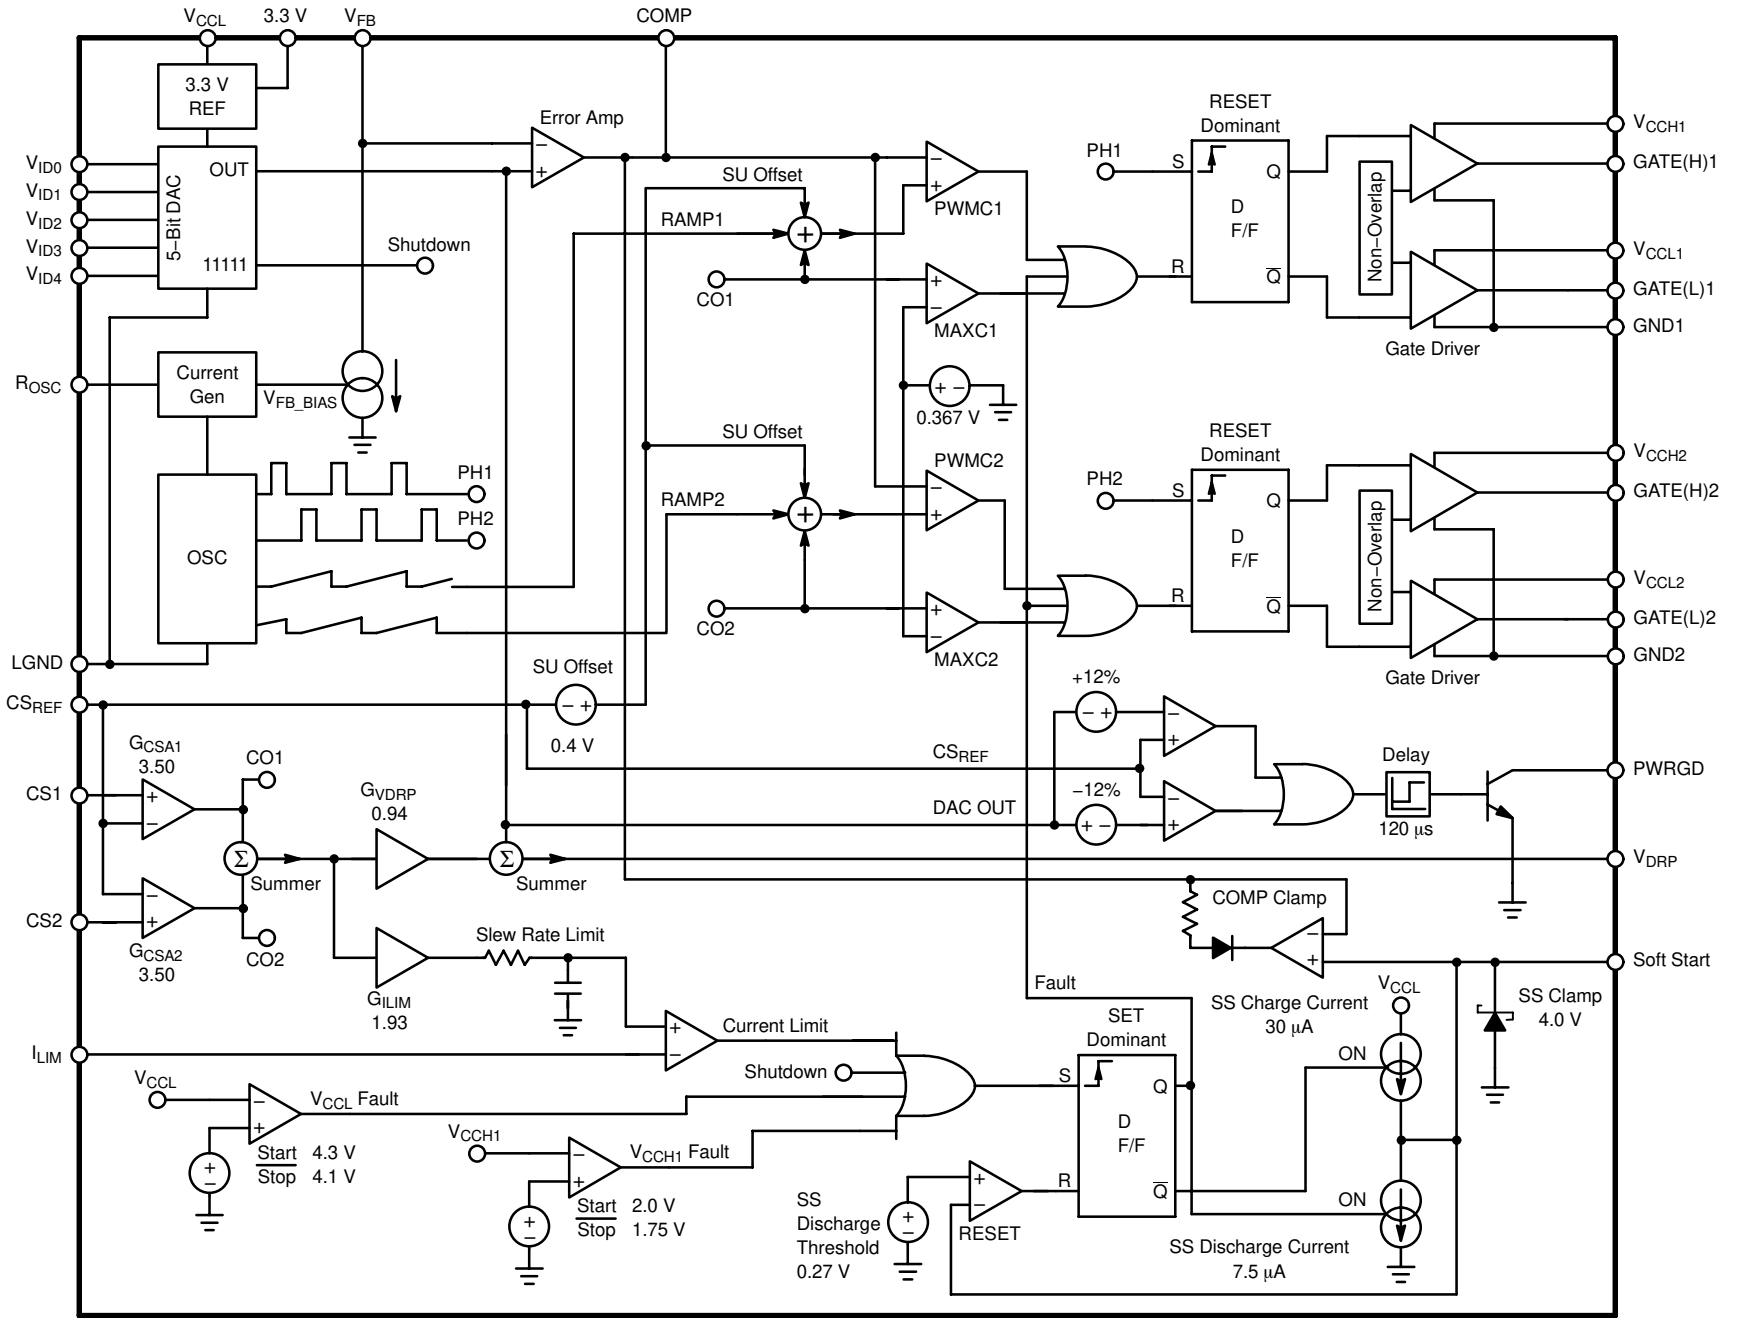 VCCL 3.3 V VFB COMP
3.3 V
REF
Error Amp
RESET
Dominant
VCCH1
VID0
VID1
VID2
VID3
VID4
5–Bit DAC
OUT
11111
Shutdown
SU Offset
RAMP1
CO1
− +
+
− +
PWMC1
+ −
MAXC1
PH1
S
R
D
F/F
Q
Q
Non–Overlap
GATE(H)1
VCCL1
GATE(L)1
GND1
Gate Driver
ROSC
Current
Gen
VFB_BIAS
+ −
0.367 V
SU Offset
RAMP2
CO2
+
− +
PWMC2
+ −
MAXC2
RESET
Dominant
PH2
S
R
D
F/F
Q
Q
Non–Overlap
VCCH2
GATE(H)2
VCCL2
GATE(L)2
GND2
Gate Driver
OSC
PH1
PH2
LGND
CSREF
SU Offset
− +
0.4 V
+12%
− +
− +
CSREF
DAC OUT
−12%
+ −
− +
Delay
120 μs
PWRGD
CS1
GCSA1
3.50
+ −
CO1
GVDRP
0.94
Σ
Summer
Σ
Summer
VDRP
CS2
− +
GCSA2
3.50
CO2
Slew Rate Limit
GILIM
1.93
COMP Clamp
− +
Soft Start
Fault
SS Charge Current
30 μA
VCCL
SS Clamp
4.0 V
ILIM
+ −
Current Limit
Shutdown
SET
Dominant
S
R
D
F/F
Q
Q
ON
ON
VCCL
− +
VCCL Fault
+ −
Start 4.3 V
Stop 4.1 V
VCCH1
− +
VCCH1 Fault
+ −
Start 2.0 V
Stop 1.75 V
SS
Discharge
Threshold
0.27 V
+ −
+ −
RESET
SS Discharge Current
7.5 μA